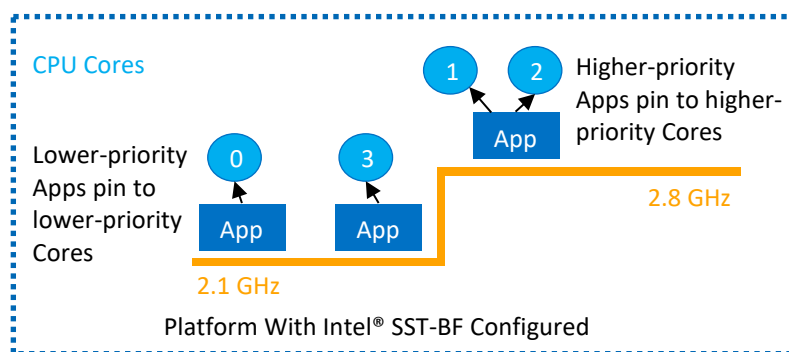 CPU Cores
1
2
Higher-priority
Apps pin to higher-
priority Cores
App
Lower-priority
Apps pin to
lower-priority
Cores
0
3
App
App
2.8 GHz
2.1 GHz
Platform With Intel® SST-BF Configured